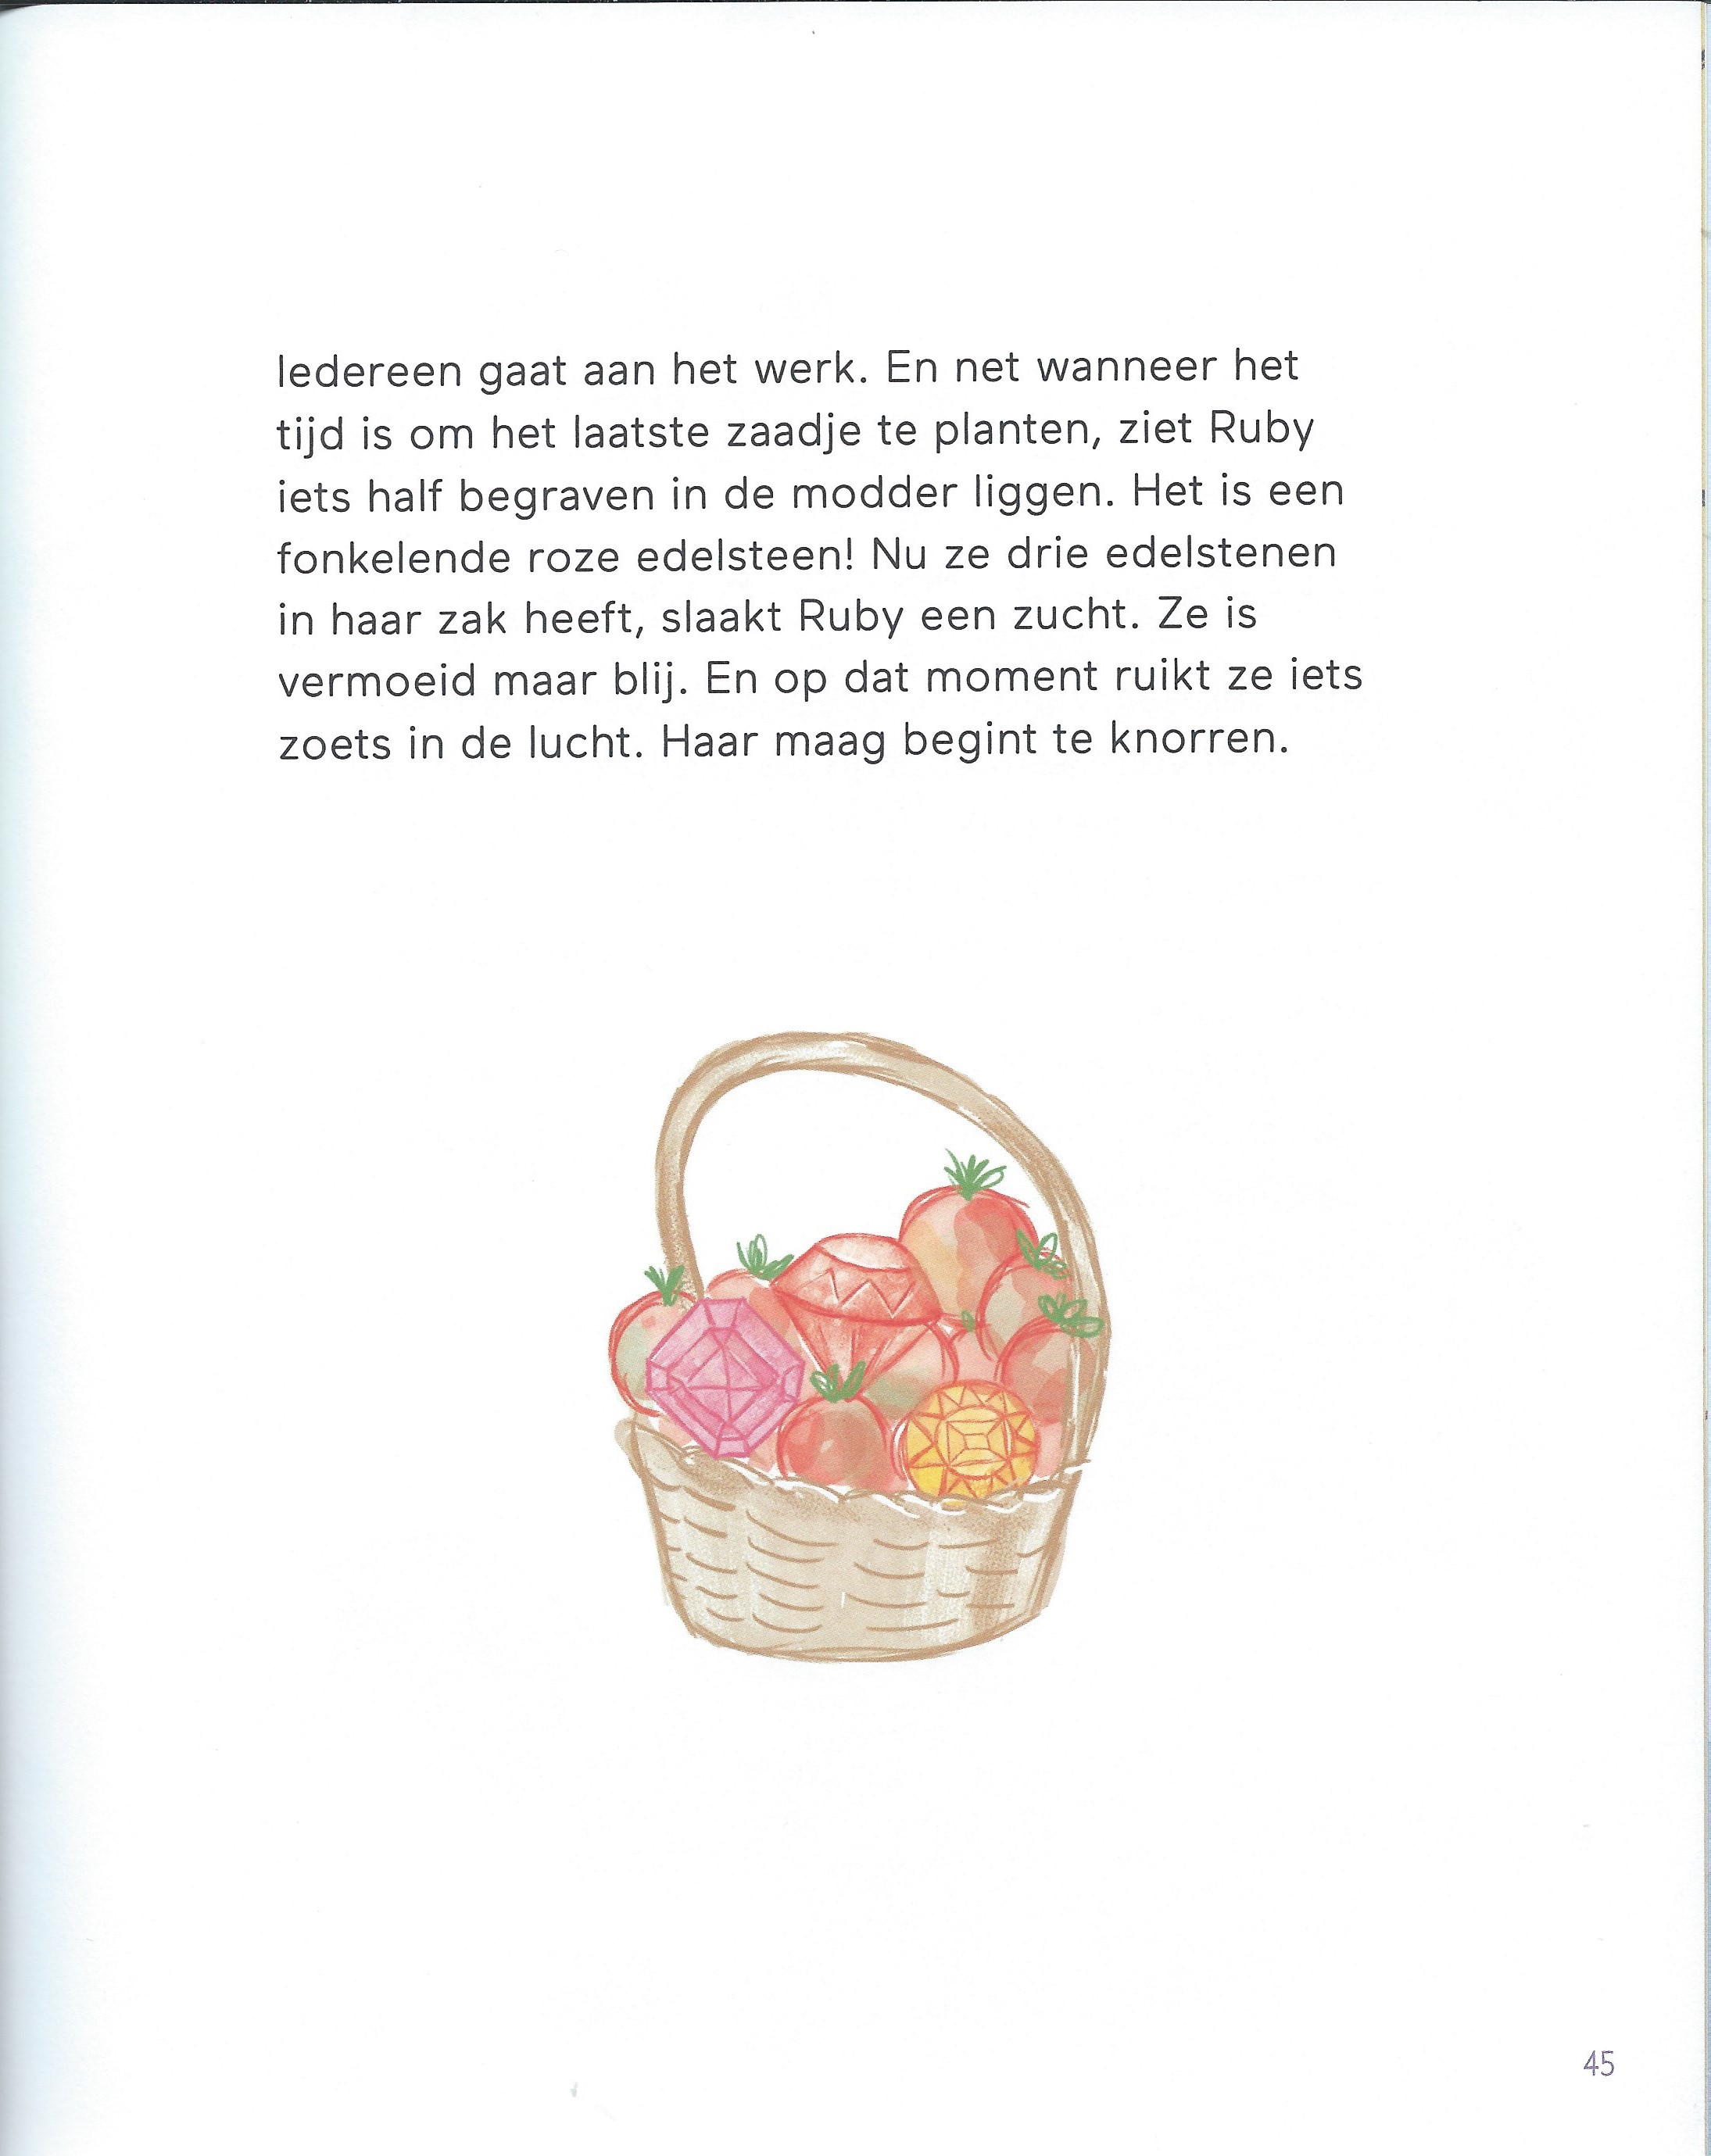 Iedereen gaat aan het werk. En net wanneer het
tijd is om het laatste zaadje te planten, ziet Ruby
iets half begraven in de modder liggen. Het is een
fonkelende roze edelsteen! Nu ze drie edelstenen
in haar zak heeft, slaakt Ruby een zucht. Ze is
vermoeid maar blij. En op dat moment ruikt ze iets
zoets in de lucht. Haar maag begint te knorren.
45